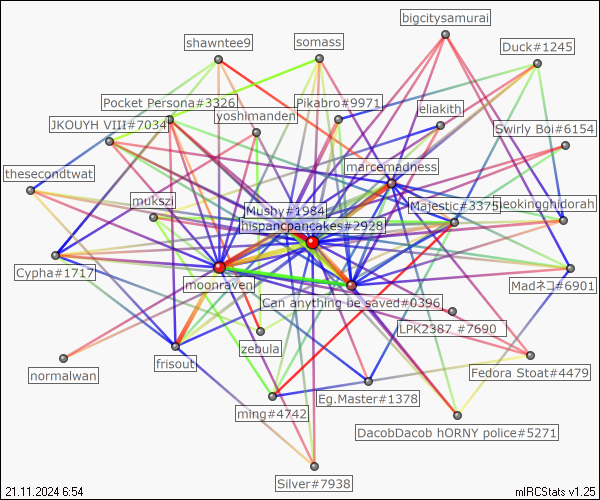 bigcitysamurai
shawntee9
somass
Duck#1245
Pocket Persona#3326
Pikabro#9971
yoshimanden
eliakith
JKOUYH VIII#7034
Swirly Boi#6154
marcemadness
thesecondtwat
mukszi
Mushy#1984
Majestic#3375
geokingghidorah
hispancpancakes#2928
Cypha#1717
moonraven
Madネコ#6901
Can anything be saved#0396
LPK2387_#7690
zebula
frisout
normalwan
Fedora Stoat#4479
Eg.Master#1378
ming#4742
DacobDacob hORNY police#5271
Silver#7938
21.11.2024 6:54
mIRCStats v1.25